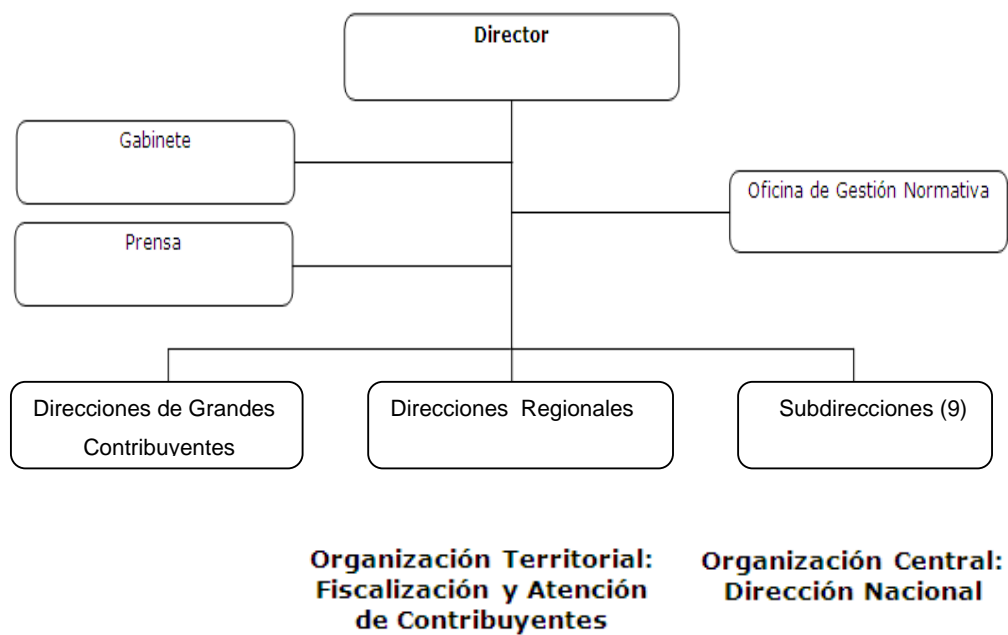 Director
Gabinete
Oficina de Gestión Normativa
Prensa
Direcciones de Grandes
Contribuyentes
Direcciones Regionales
Subdirecciones (9)
Organización Territorial:
Fiscalización y Atención
de Contribuyentes
Organización Central:
Dirección Nacional